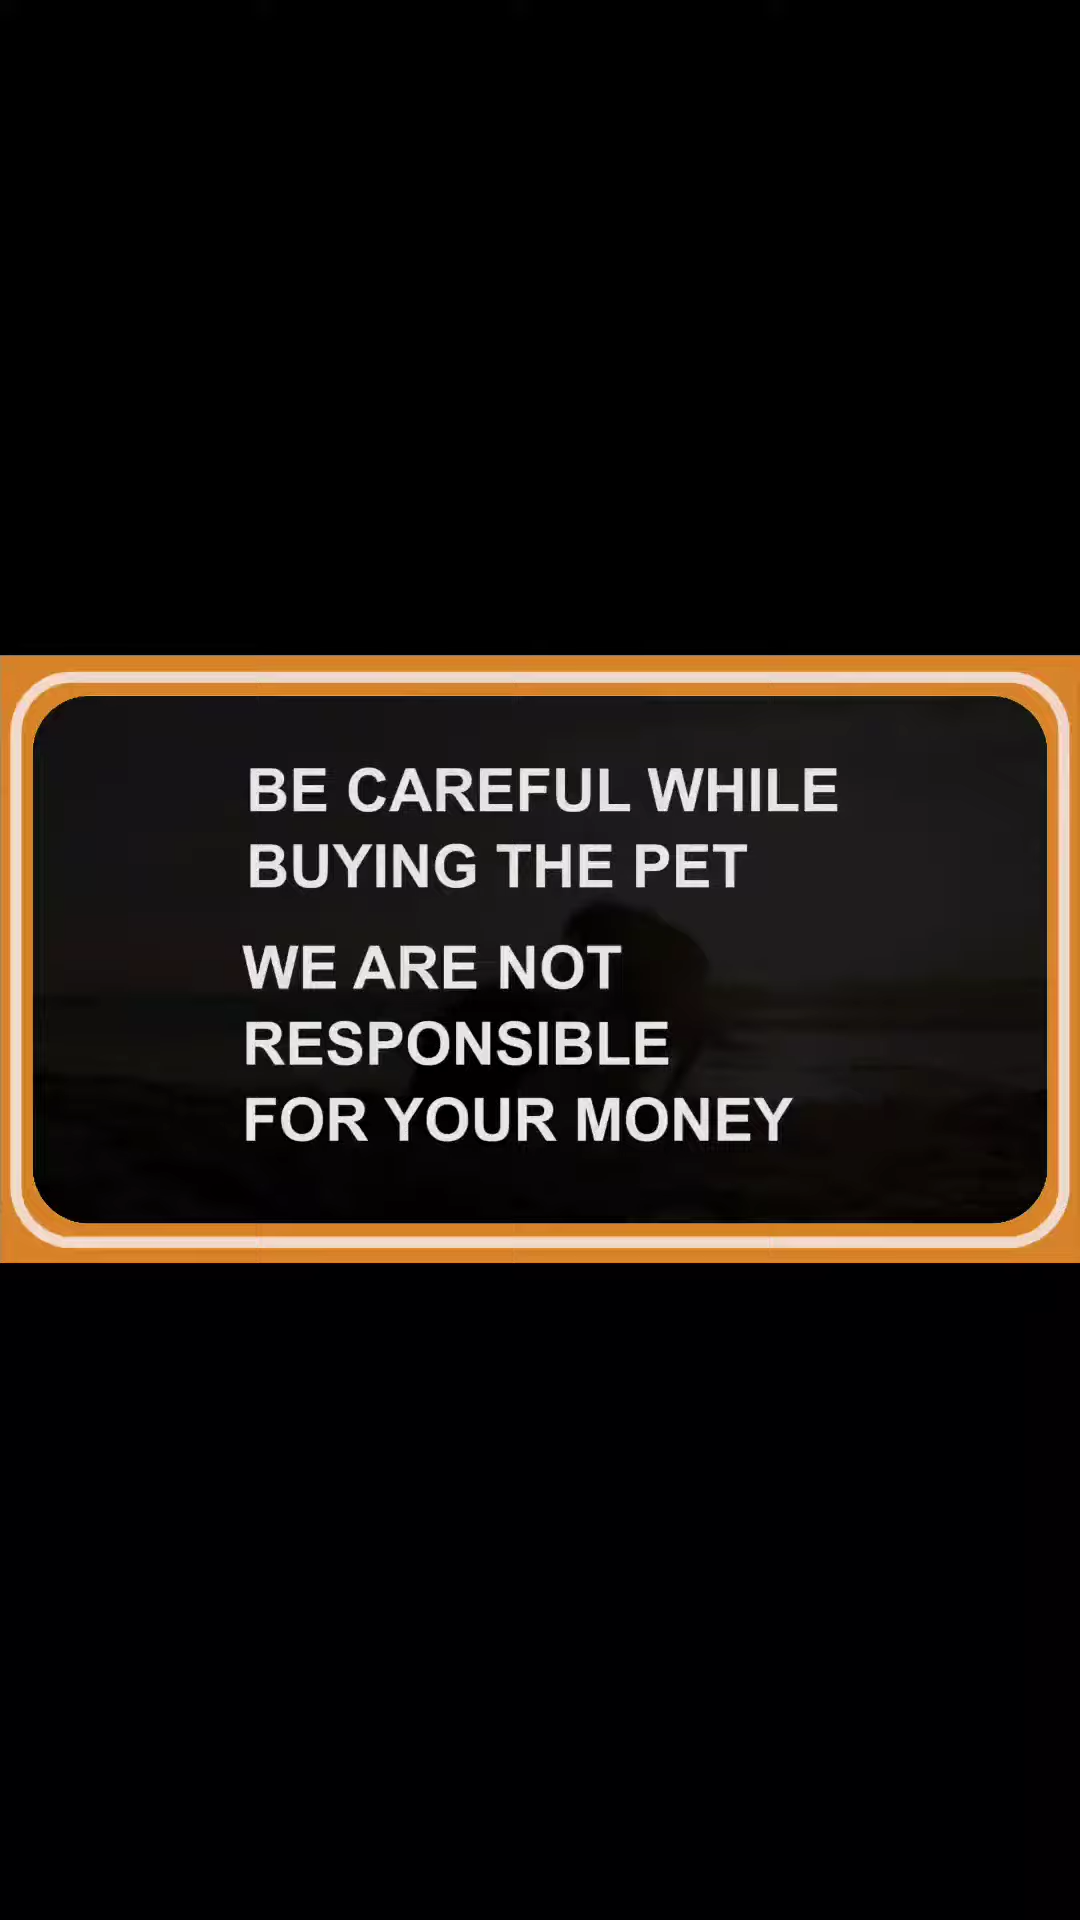 BE CAREFUL WHILE
BUYING THE PET
WE ARE NOT
RESPONSIBLE
FOR YOUR MONEY